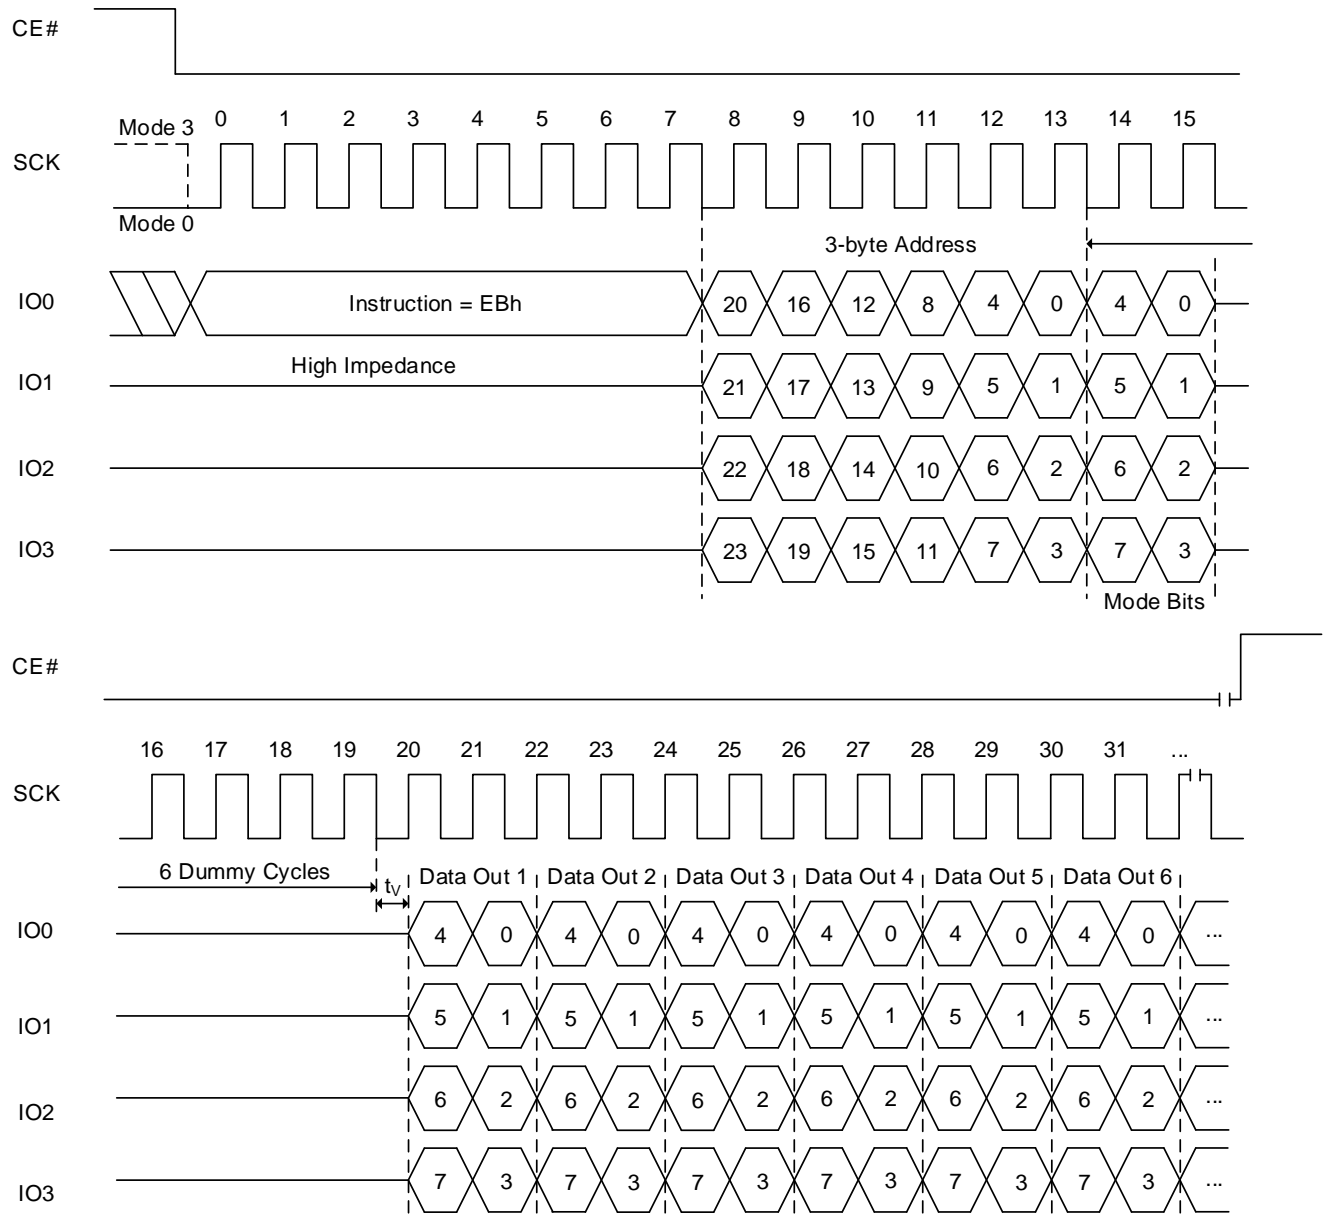 CE#
0 1 2 3 4 5 6 7 8 9 10 11 12 13 14 15
Mode 3
SCK
Mode 0
3-byte Address
IO0 Instruction = EBh 20 16 12 8 4 0 4 0
High Impedance
IO1 21 17 13 9 5 1 5 1
IO2 22 18 14 10 6 2 6 2
IO3 23 19 15 11 7 3 7 3
Mode Bits
CE#
16 17 18 19 20 21 22 23 24 25 26 27 28 29 30 31 ...
SCK
6 Dummy Cycles tV Data Out 1 Data Out 2 Data Out 3 Data Out 4 Data Out 5 Data Out 6
IO0 4 0 4 0 4 0 4 0 4 0 4 0 ...
IO1 5 1 5 1 5 1 5 1 5 1 5 1 ...
IO2 6 2 6 2 6 2 6 2 6 2 6 2 ...
IO3 7 3 7 3 7 3 7 3 7 3 7 3 ...